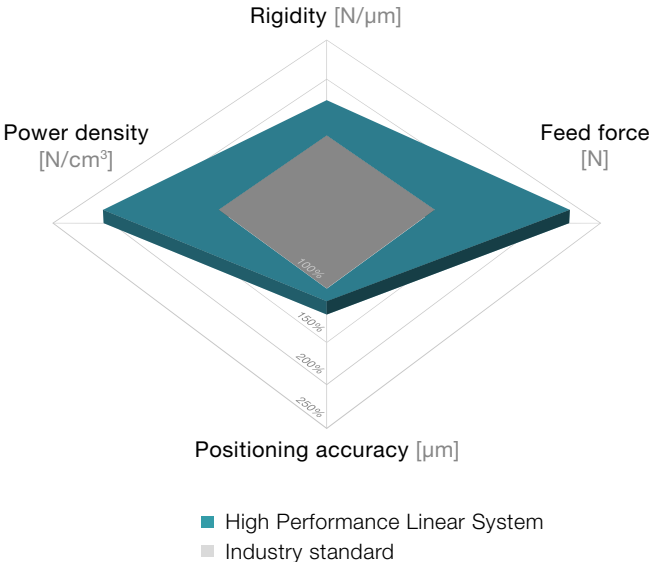 Rigidity [N/µm]
Power density
[N/cm³]
Feed force
[N]
100%
150%
200%
250%
Positioning accuracy [µm]
High Performance Linear System
Industry standard